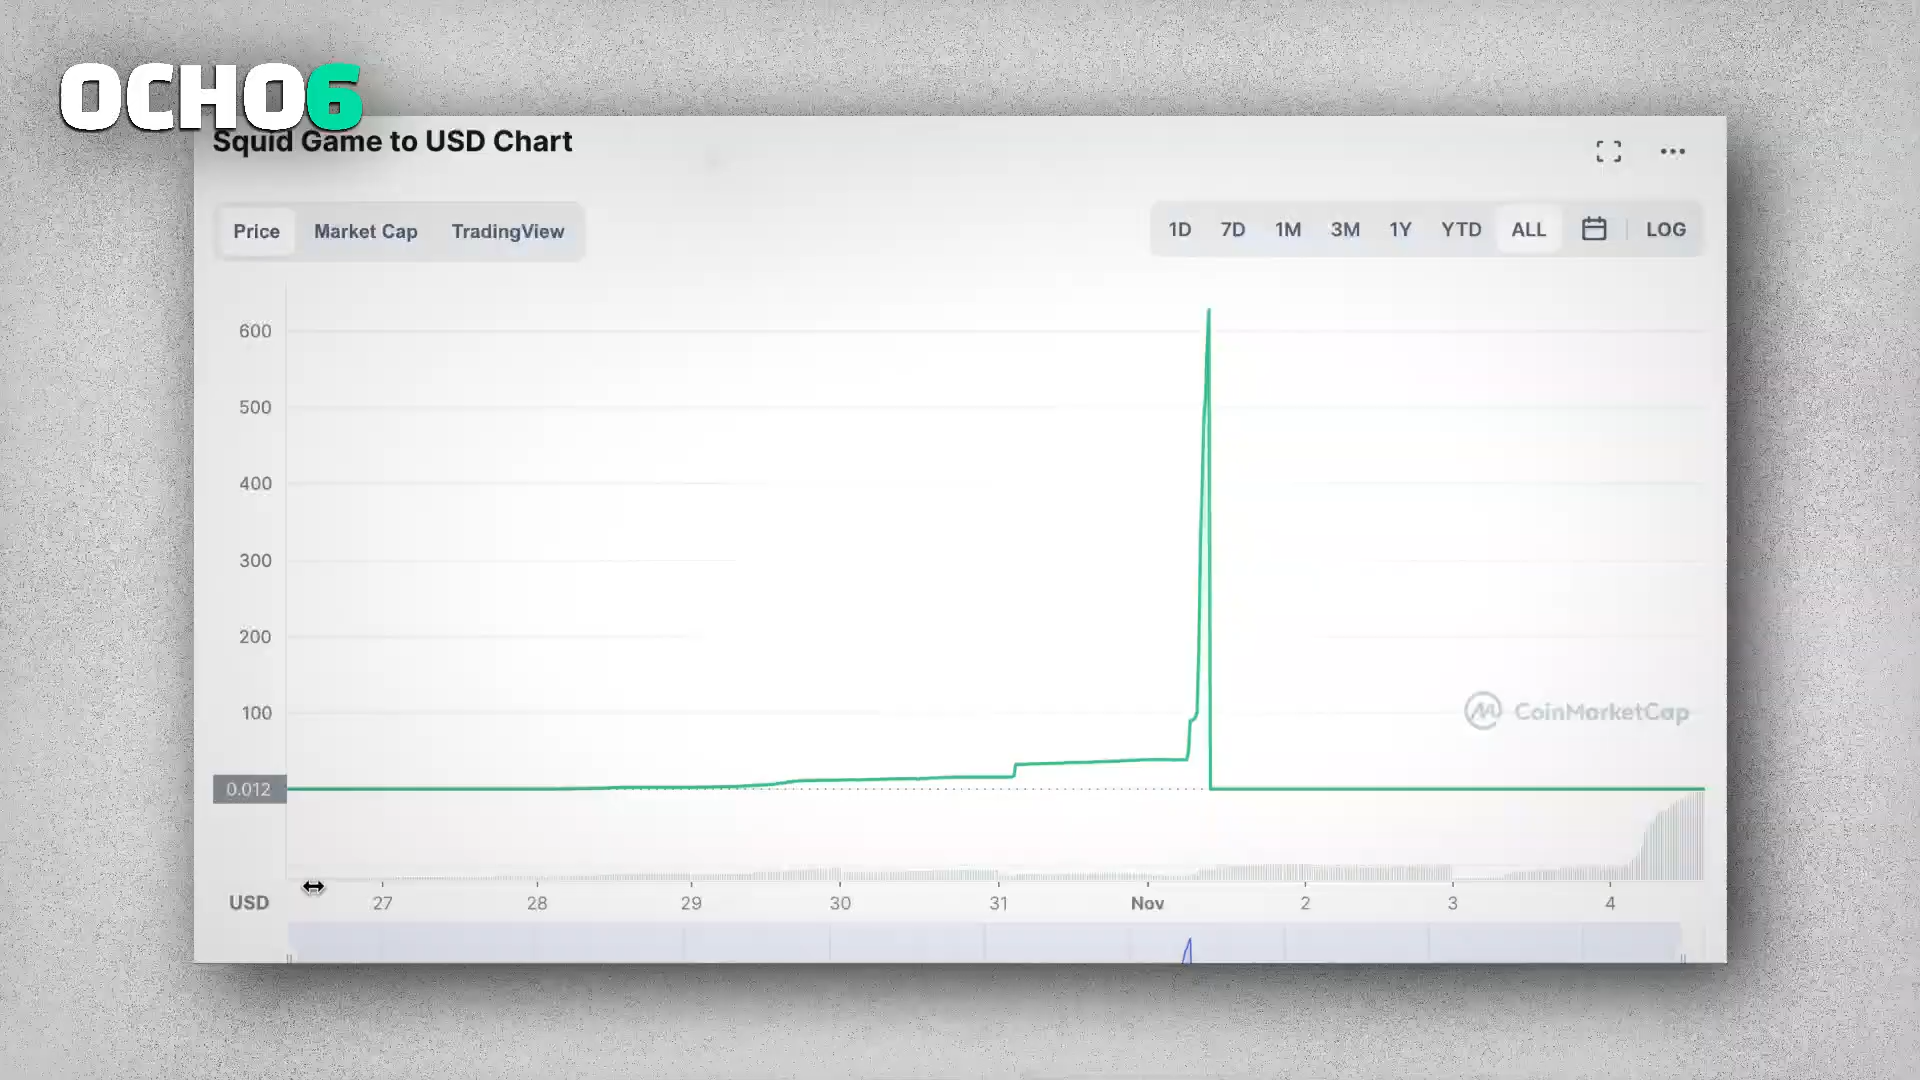 OCHO6
Squid Game to USD Chart
Price Market Cap TradingView
1D 7D 1M 3M 1Y YTD ALL LOG
600
500
400
300
200
100
CoinMarketCap
0.012
USD 27 28 29 30 31 Nov 2 3 4